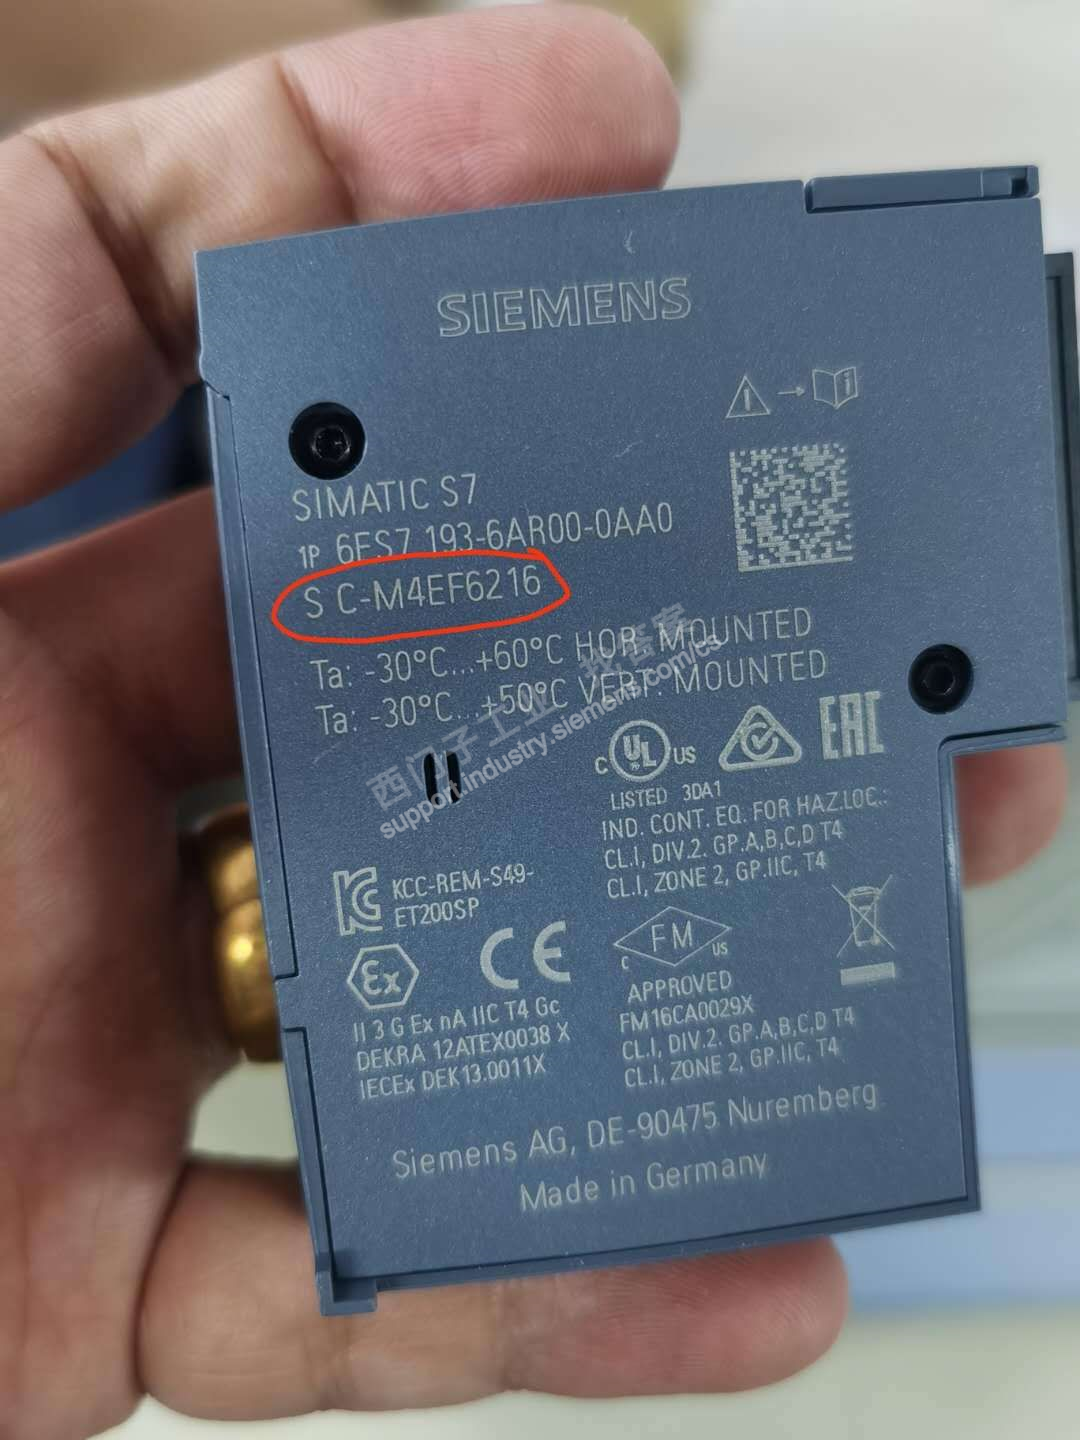 SIEMENS
SIMATIC S7
1P 6ES7 193-6AR00-0AA0
S C-M4EF6216
Ta: -30°C...+60°C HOR. MOUNTED
Ta: -30°C...+50°C VERT. MOUNTED
西门子工业
support.industry.siemens.com/cs
C UL US
EAC
LISTED 3DA1
IND. CONT. EQ. FOR HAZ.LOC.
CL.I, DIV.2. GP.A,B,C,D T4
CL.I, ZONE 2, GP.IIC, T4
KCC-REM-S49-
ET200SP
Ex
CE
II 3 G Ex nA IIC T4 Gc
DEKRA 12ATEX0038 X
IECEx DEK13.0011X
C FM US
APPROVED
FM16CA0029X
CL.I, DIV.2. GP.A,B,C,D T4
CL.I, ZONE 2, GP.IIC, T4
Siemens AG, DE-90475 Nuremberg
Made in Germany